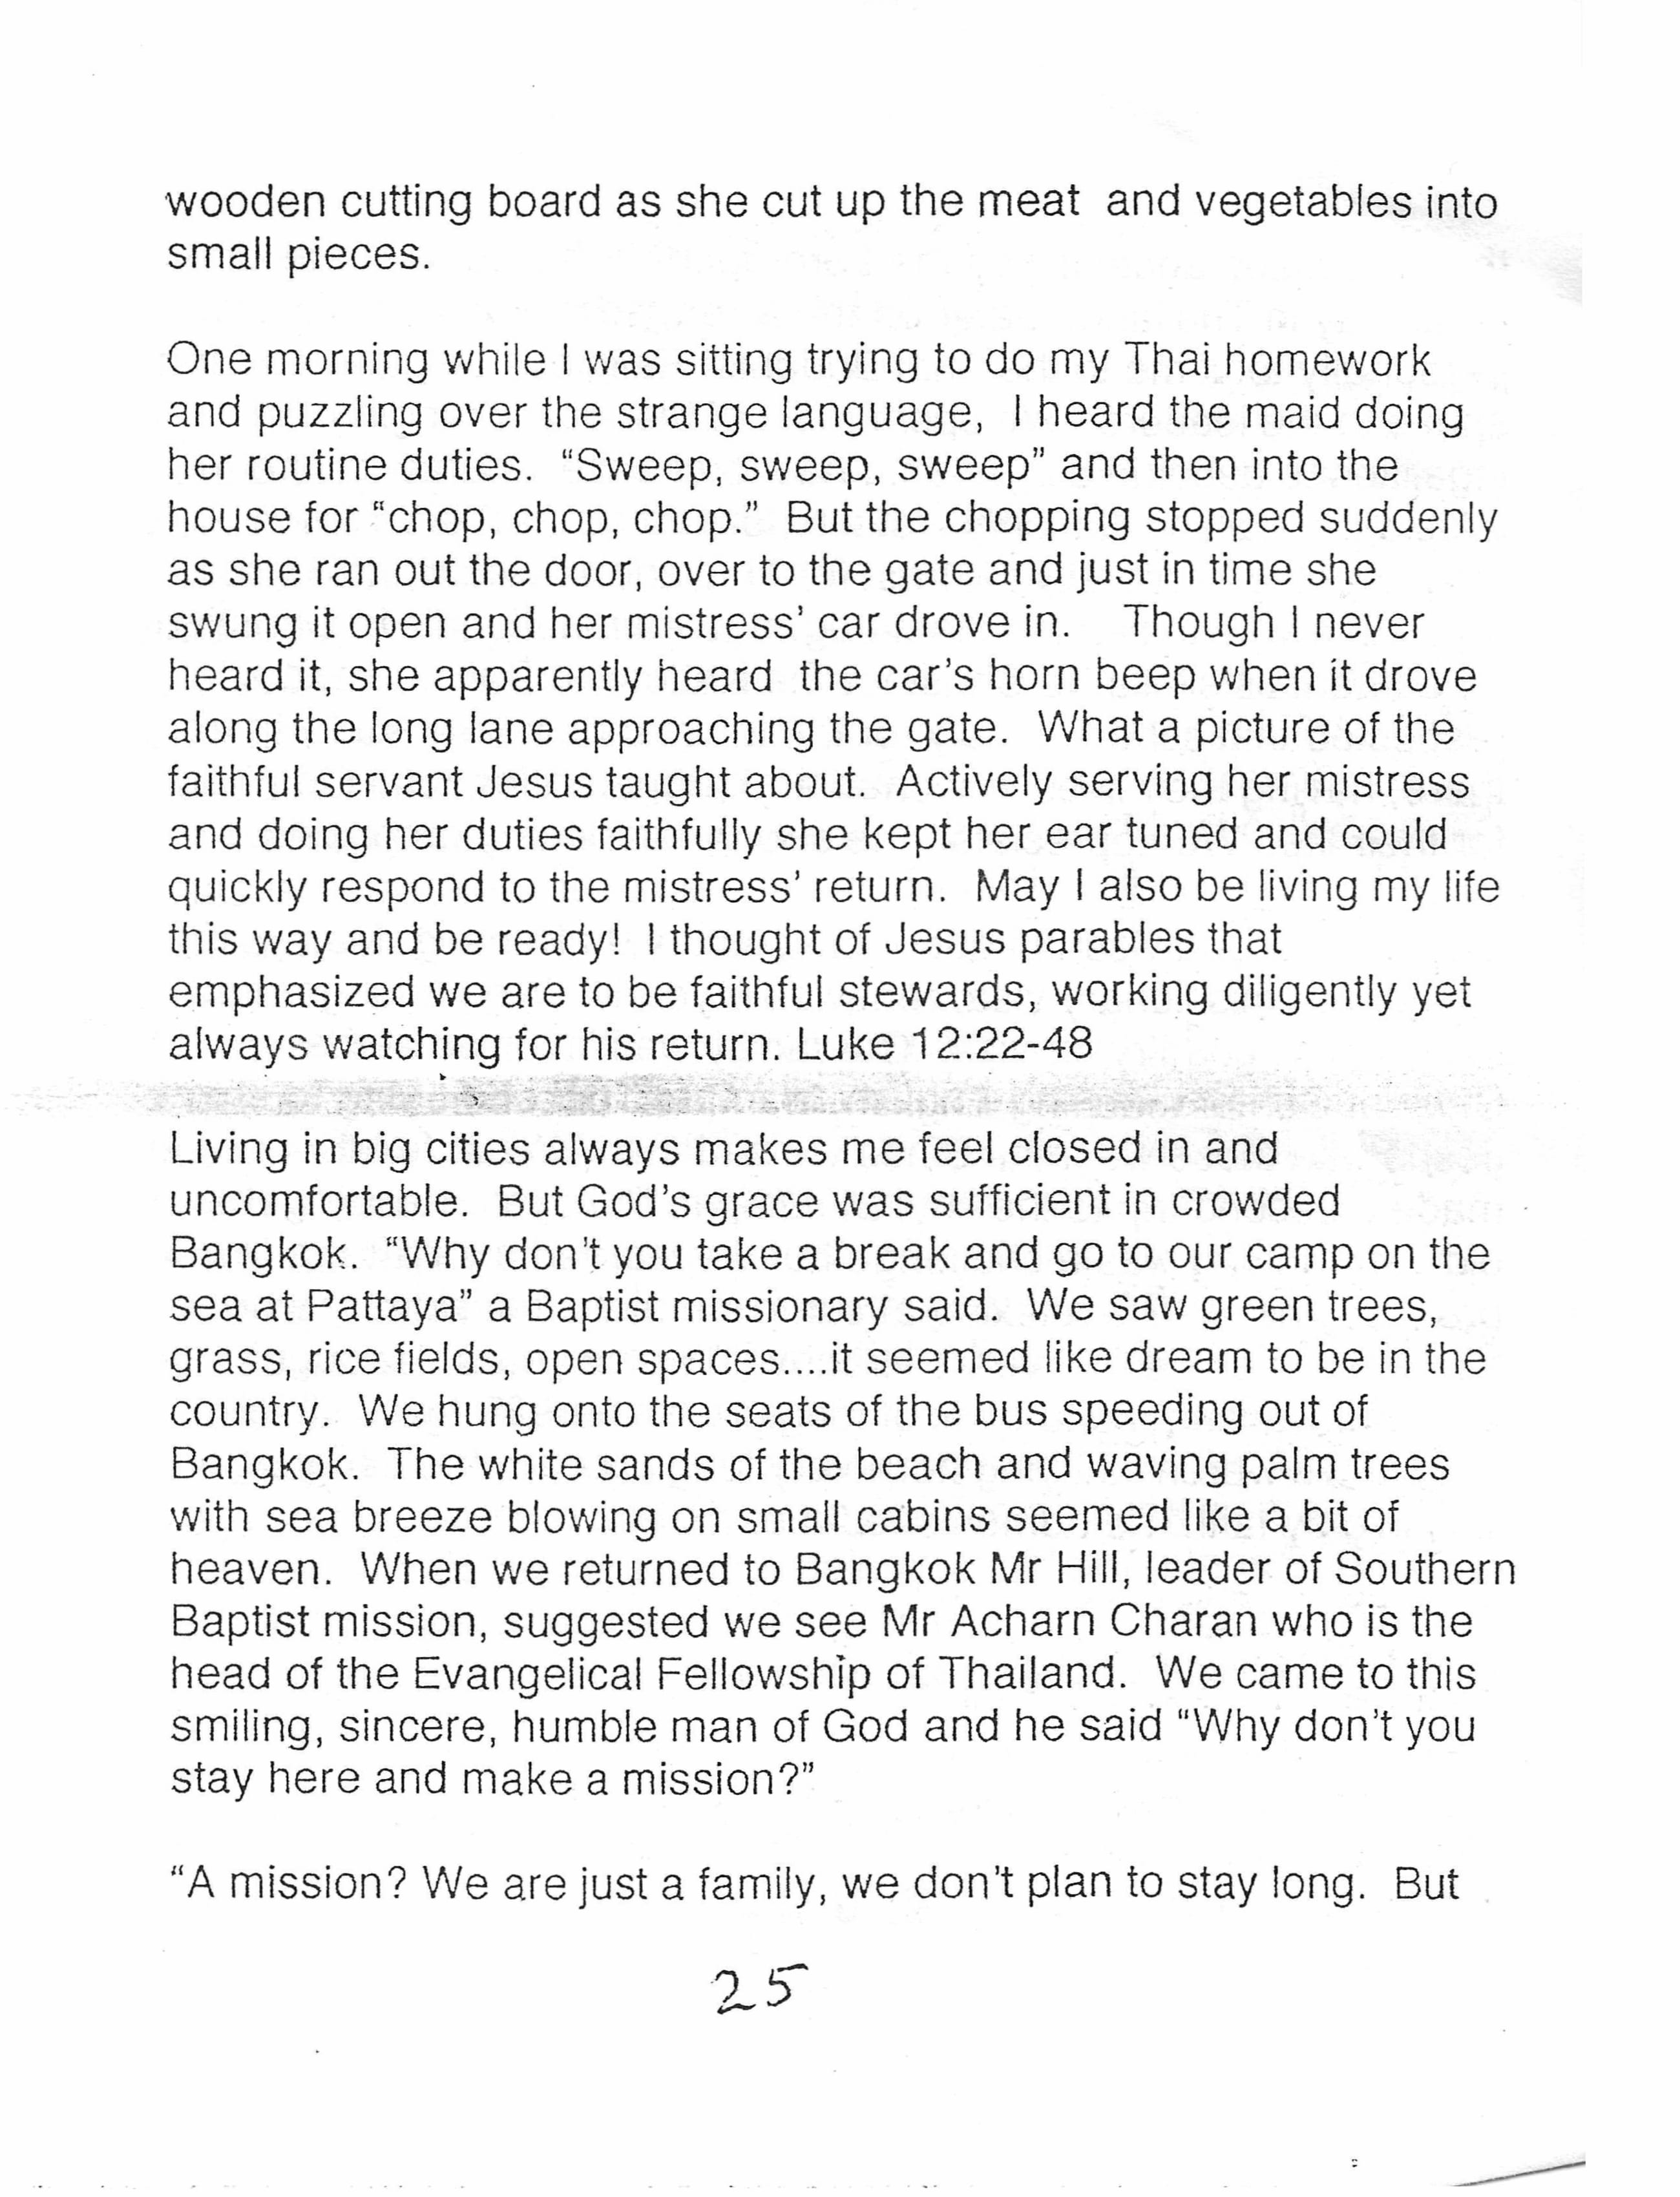 wooden cutting board as she cut up the meat  and vegetables into
small pieces.
One morning while I was sitting trying to do my Thai homework
and puzzling over the strange language,  I heard the maid doing
her routine duties.  “Sweep, sweep, sweep” and then into the
house for “chop, chop, chop.”  But the chopping stopped suddenly
as she ran out the door, over to the gate and just in time she
swung it open and her mistress’ car drove in.    Though I never
heard it, she apparently heard  the car’s horn beep when it drove
along the long lane approaching the gate.  What a picture of the
faithful servant Jesus taught about.  Actively serving her mistress
and doing her duties faithfully she kept her ear tuned and could
quickly respond to the mistress’ return.  May I also be living my life
this way and be ready!  I thought of Jesus parables that
emphasized we are to be faithful stewards, working diligently yet
always watching for his return. Luke 12:22-48
Living in big cities always makes me feel closed in and
uncomfortable.  But God’s grace was sufficient in crowded
Bangkok.  “Why don’t you take a break and go to our camp on the
sea at Pattaya” a Baptist missionary said.  We saw green trees,
grass, rice fields, open spaces....it seemed like dream to be in the
country.  We hung onto the seats of the bus speeding out of
Bangkok.  The white sands of the beach and waving palm trees
with sea breeze blowing on small cabins seemed like a bit of
heaven.  When we returned to Bangkok Mr Hill, leader of Southern
Baptist mission, suggested we see Mr Acharn Charan who is the
head of the Evangelical Fellowship of Thailand.  We came to this
smiling, sincere, humble man of God and he said “Why don’t you
stay here and make a mission?”
“A mission? We are just a family, we don’t plan to stay long.  But
25